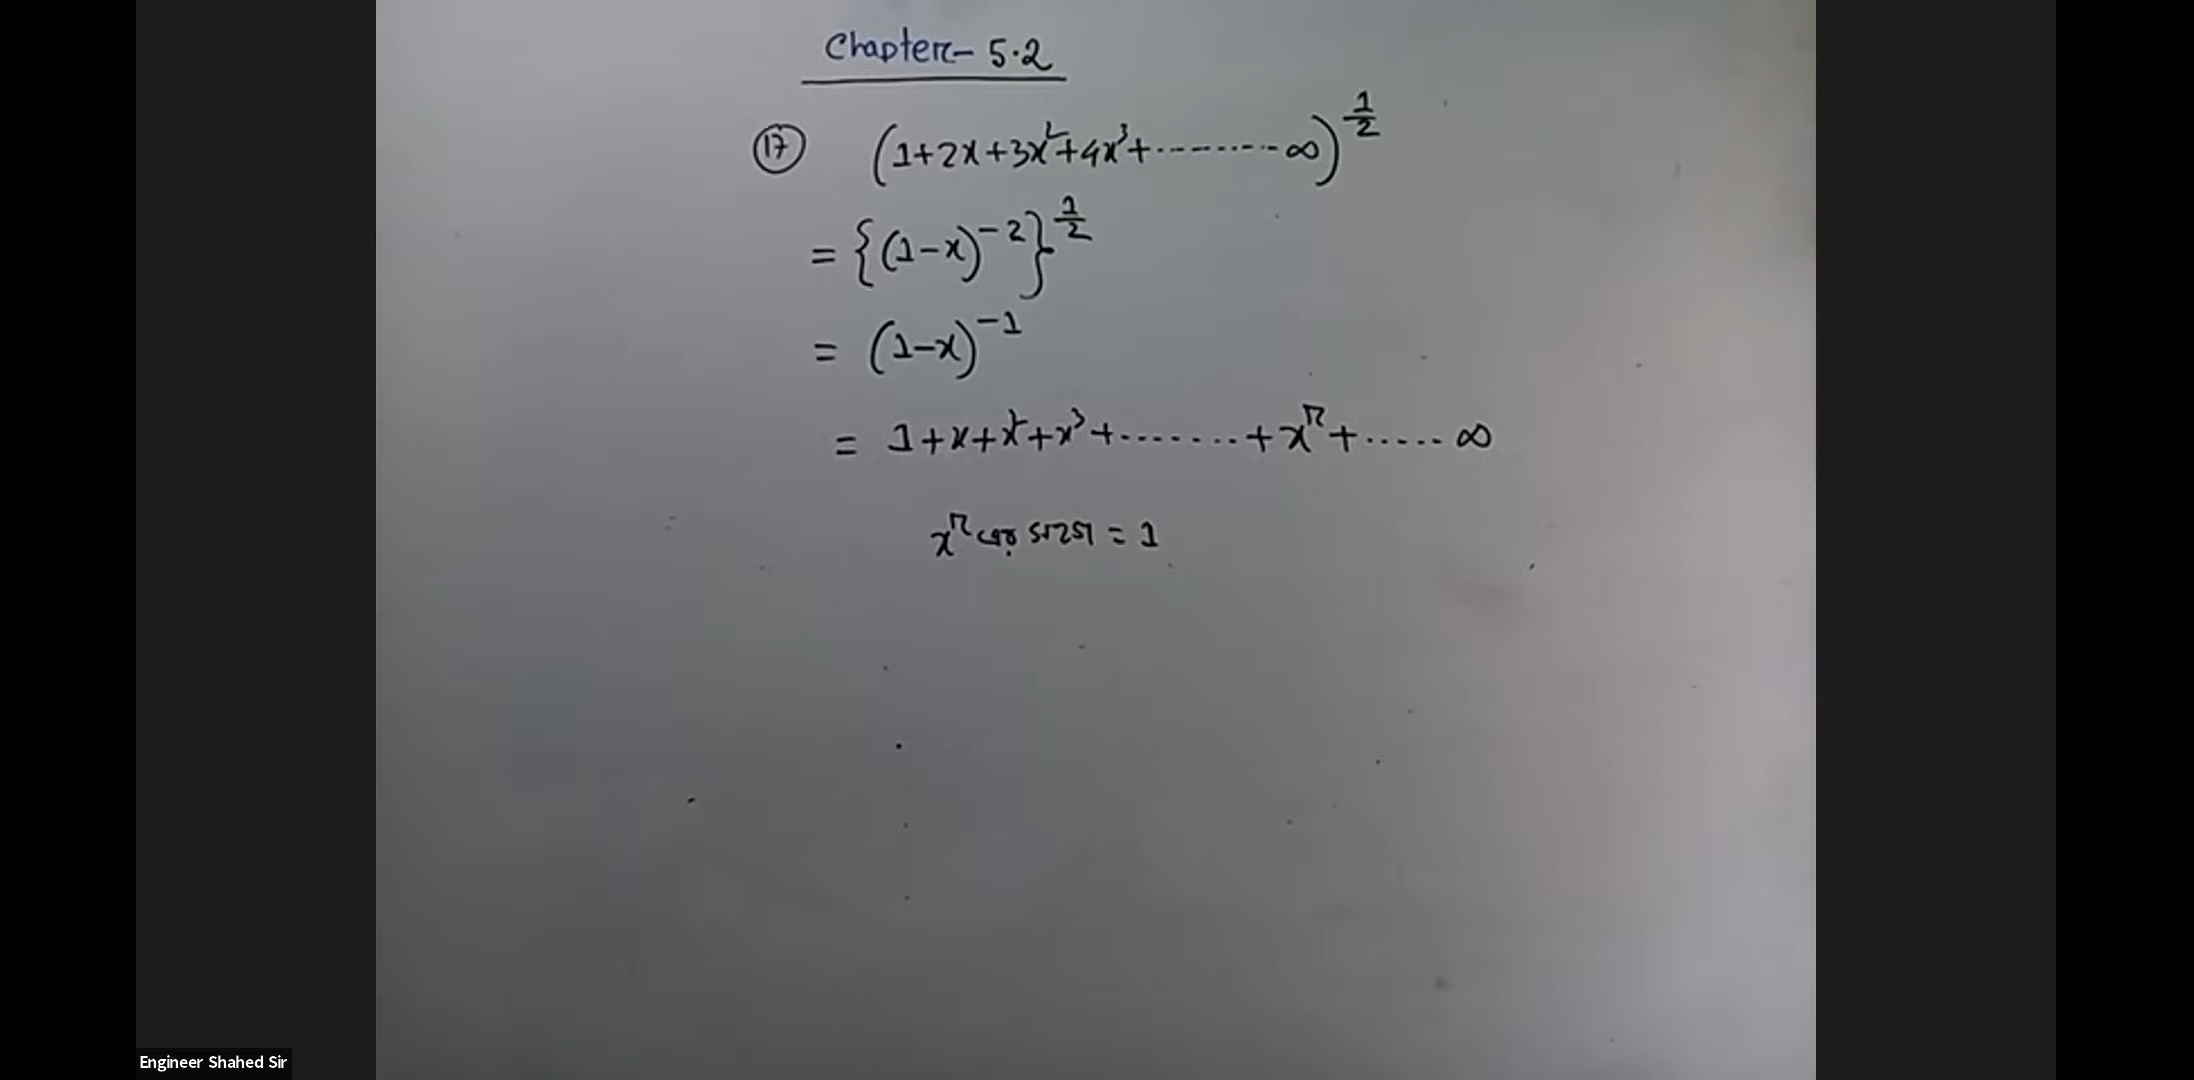 Chapter- 5.2
17 (1+2x+3x²+4x³+-------- ∞)^(1/2)
= {(1-x)^-2}^(1/2)
= (1-x)^-1
= 1+x+x²+x³+.......+x^r+..... ∞
x^r এর সহগ = 1
Engineer Shahed Sir